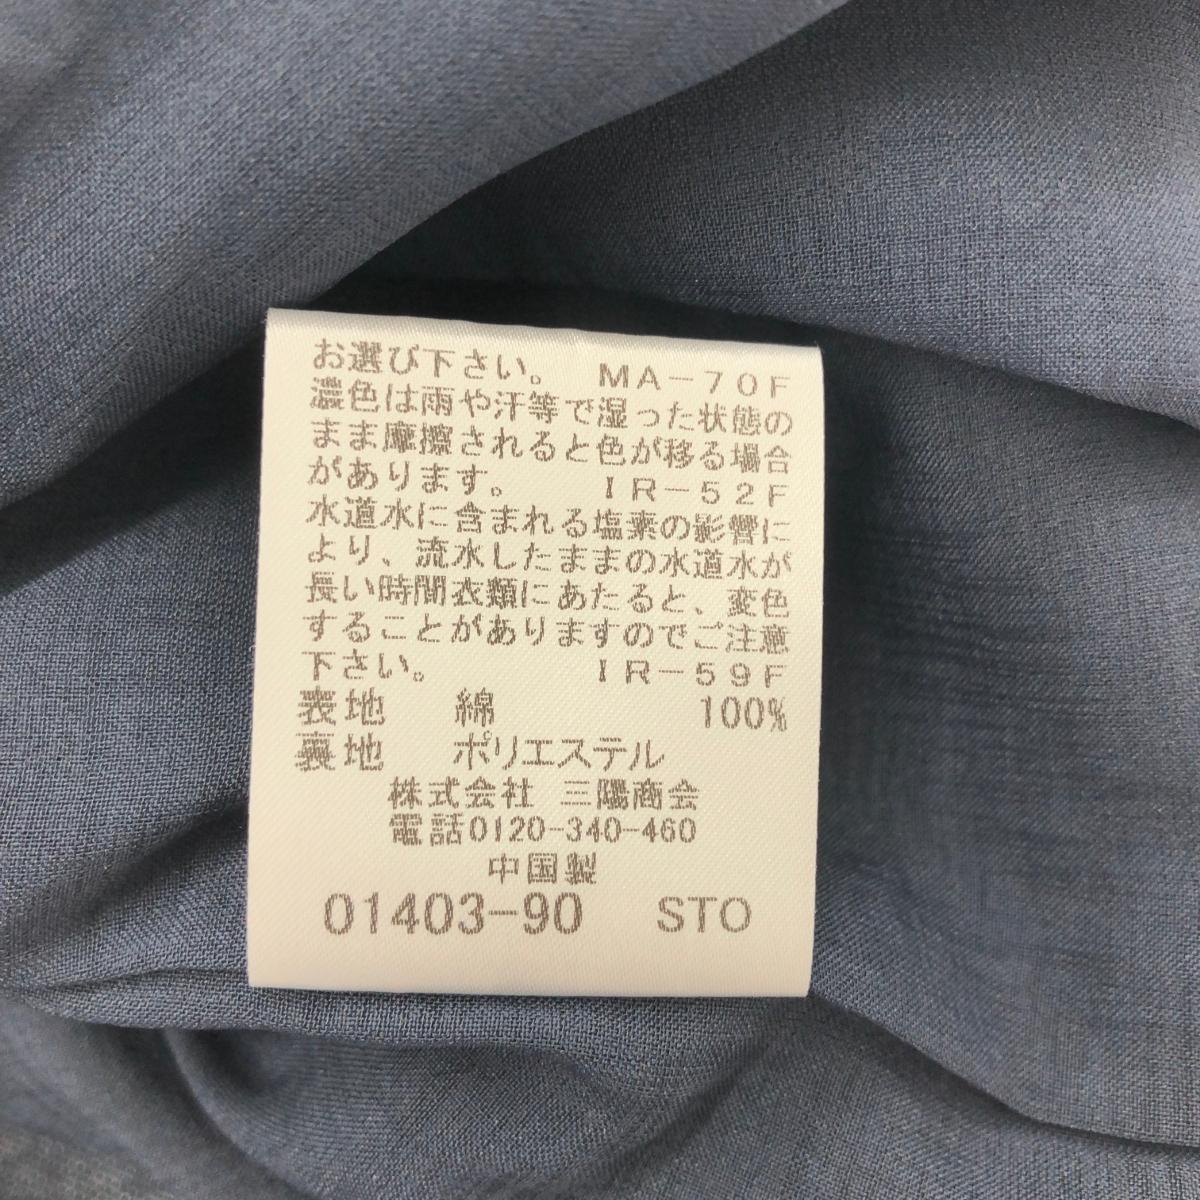 お選び下さい。 MA-70F
濃色は雨や汗等で湿った状態の
まま摩擦されると色が移る場合
があります。 IR-52F
水道水に含まれる塩素の影響に
より、流水したままの水道水が
長い時間衣類にあたると、変色
することがありますのでご注意
下さい。 IR-59F
表地 綿 100%
裏地 ポリエステル
株式会社 三陽商会
電話0120-340-460
中国製
01403-90 STO